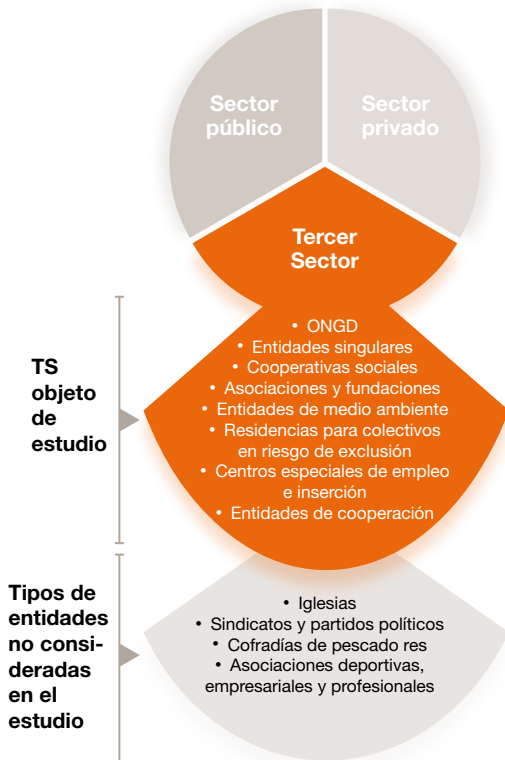 Sector
público
Sector
privado
Tercer
Sector
TS
objeto
de
estudio
• ONGD
• Entidades singulares
• Cooperativas sociales
• Asociaciones y fundaciones
• Entidades de medio ambiente
• Residencias para colectivos
en riesgo de exclusión
• Centros especiales de empleo
e inserción
• Entidades de cooperación
Tipos de
entidades
no consi-
deradas
en el
estudio
• Iglesias
• Sindicatos y partidos políticos
• Cofradías de pescado res
• Asociaciones deportivas,
empresariales y profesionales